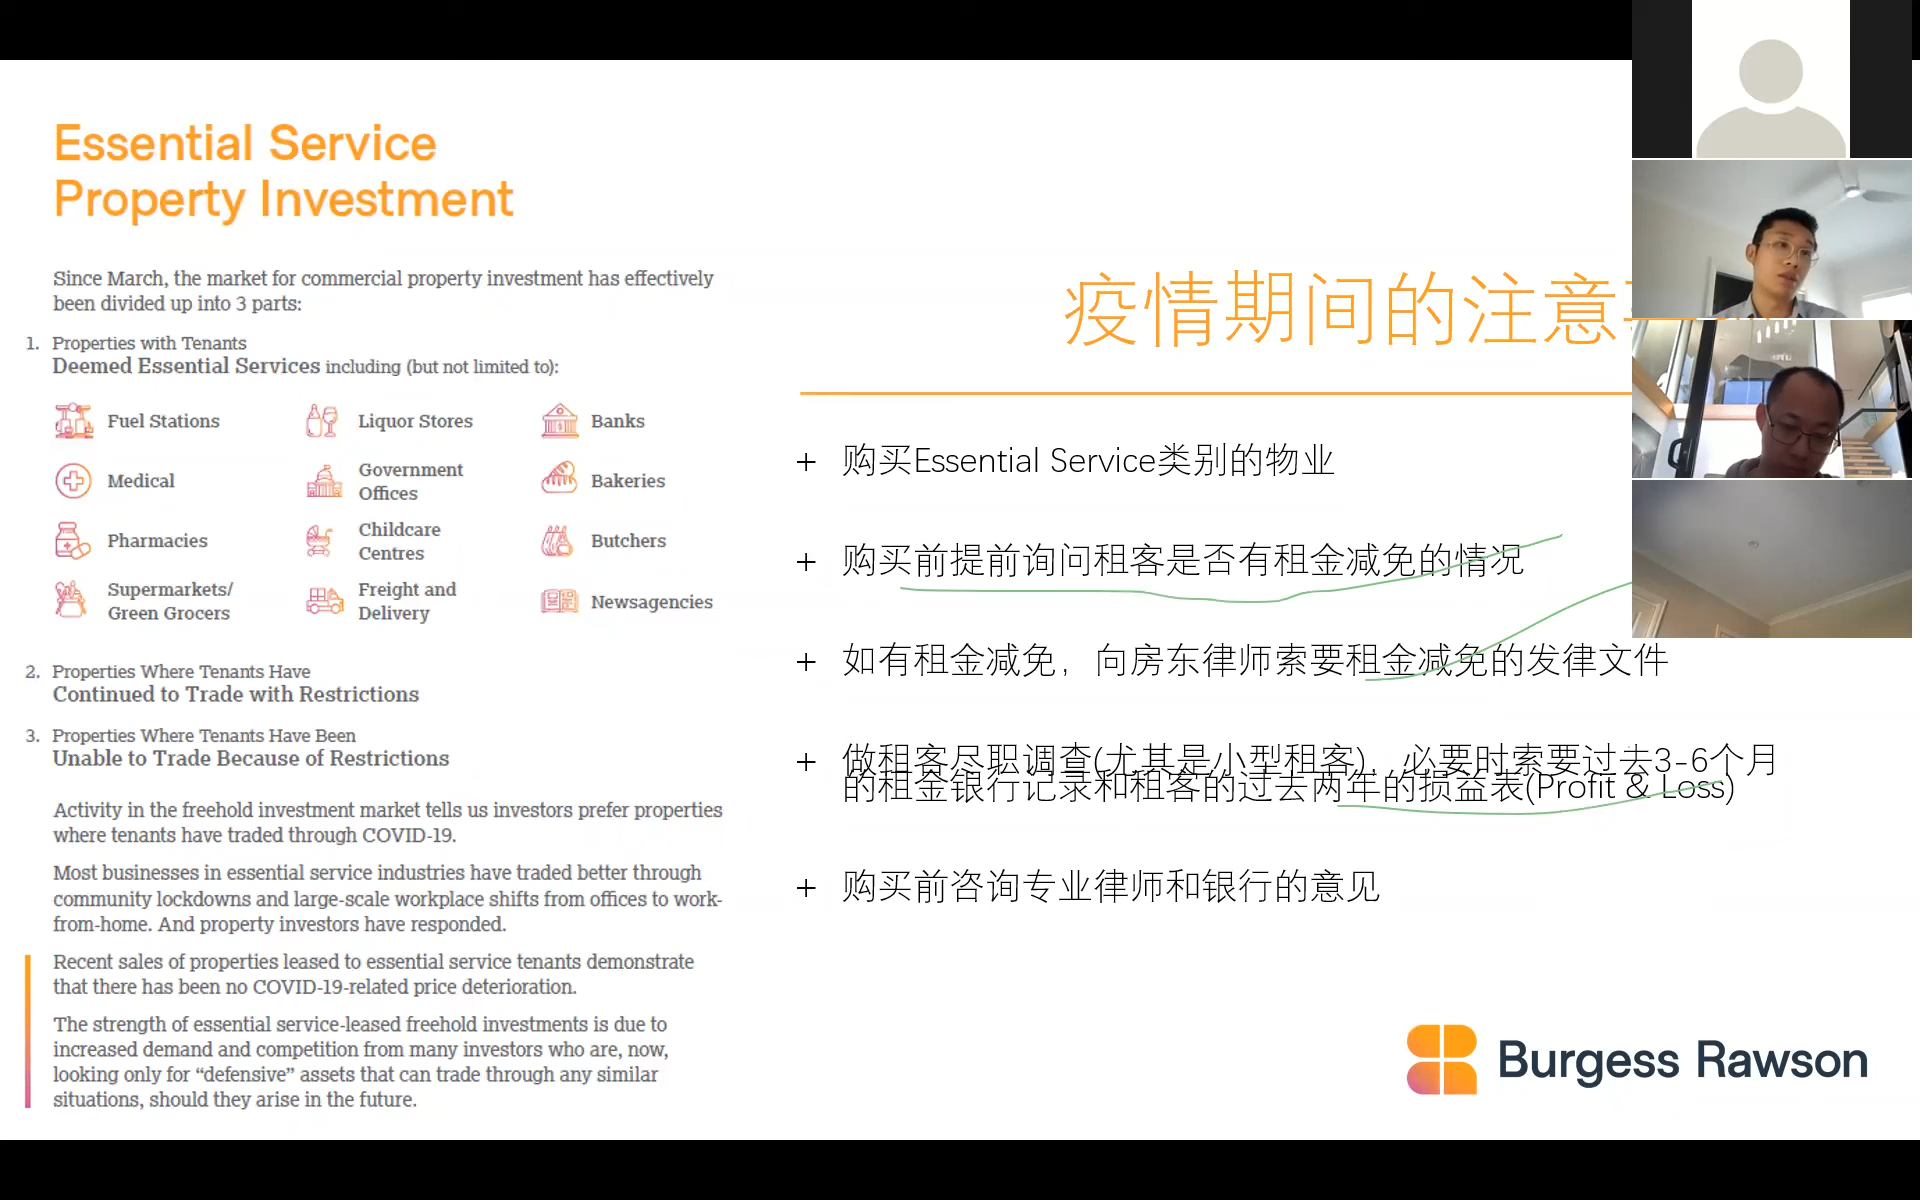 Essential Service
Property Investment
Since March, the market for commercial property investment has effectively
been divided up into 3 parts:
1. Properties with Tenants
Deemed Essential Services including (but not limited to):
Fuel Stations
Liquor Stores
Banks
Medical
Government
Offices
Bakeries
Pharmacies
Childcare
Centres
Butchers
Supermarkets/
Green Grocers
Freight and
Delivery
Newsagencies
2. Properties Where Tenants Have
Continued to Trade with Restrictions
3. Properties Where Tenants Have Been
Unable to Trade Because of Restrictions
Activity in the freehold investment market tells us investors prefer properties
where tenants have traded through COVID-19.
Most businesses in essential service industries have traded better through
community lockdowns and large-scale workplace shifts from offices to work-
from-home. And property investors have responded.
Recent sales of properties leased to essential service tenants demonstrate
that there has been no COVID-19-related price deterioration.
The strength of essential service-leased freehold investments is due to
increased demand and competition from many investors who are, now,
looking only for “defensive” assets that can trade through any similar
situations, should they arise in the future.
疫情期间的注意
+ 购买Essential Service类别的物业
+ 购买前提前询问租客是否有租金减免的情况
+ 如有租金减免，向房东律师索要租金减免的发律文件
+ 做租客尽职调查(尤其是小型租客)，必要时索要过去3-6个月
的租金银行记录和租客的过去两年的损益表(Profit & Loss)
+ 购买前咨询专业律师和银行的意见
Burgess Rawson